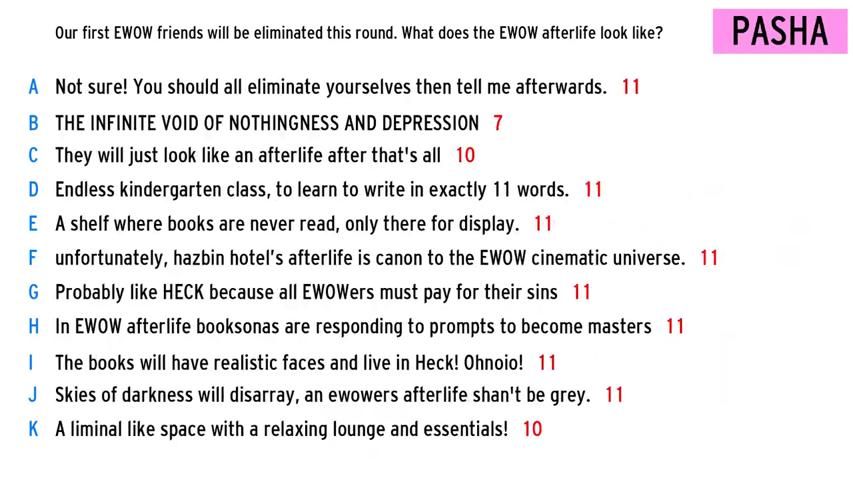 Our first EWOW friends will be eliminated this round. What does the EWOW afterlife look like?
PASHA
A Not sure! You should all eliminate yourselves then tell me afterwards. 11
B THE INFINITE VOID OF NOTHINGNESS AND DEPRESSION 7
C They will just look like an afterlife after that's all 10
D Endless kindergarten class, to learn to write in exactly 11 words. 11
E A shelf where books are never read, only there for display. 11
F unfortunately, hazbin hotel's afterlife is canon to the EWOW cinematic universe. 11
G Probably like HECK because all EWOWers must pay for their sins 11
H In EWOW afterlife booksonas are responding to prompts to become masters 11
I The books will have realistic faces and live in Heck! Ohnoio! 11
J Skies of darkness will disarray, an ewowers afterlife shan't be grey. 11
K A liminal like space with a relaxing lounge and essentials! 10